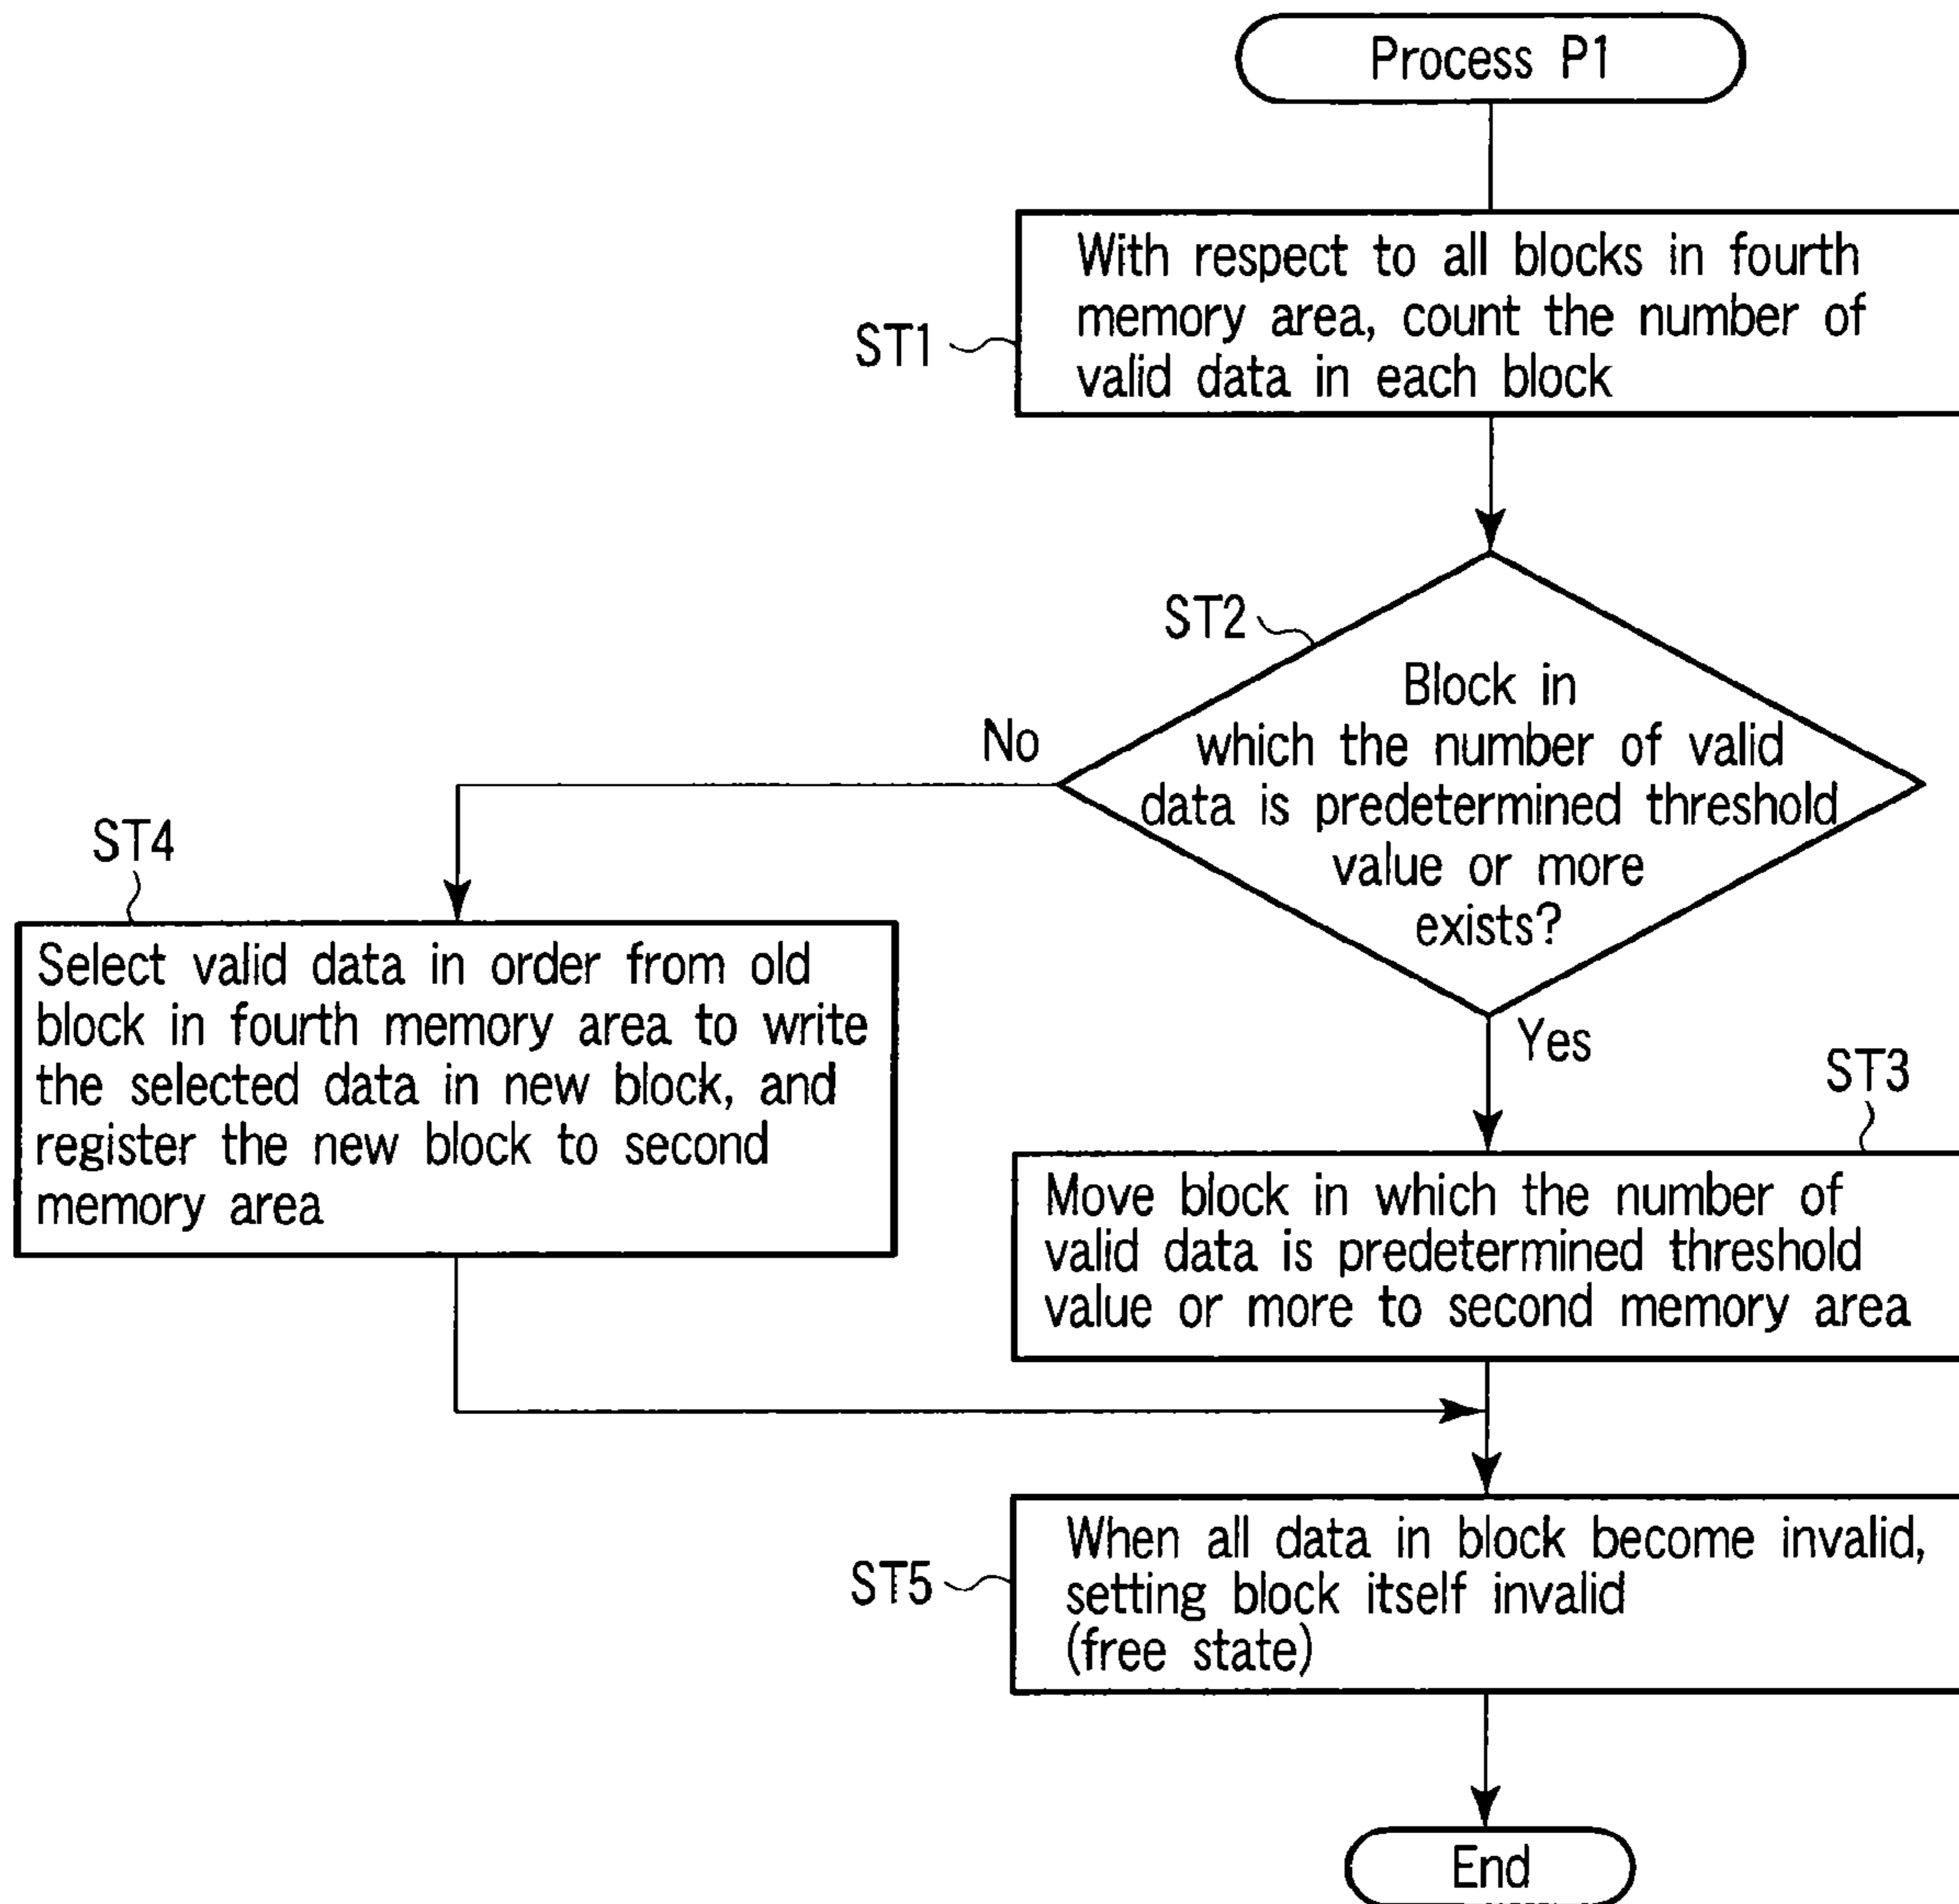 Process P1
With respect to all blocks in fourth
memory area, count the number of
valid data in each block
ST1
ST2
Block in
which the number of valid
data is predetermined threshold
value or more
exists?
No
Yes
ST4
Select valid data in order from old
block in fourth memory area to write
the selected data in new block, and
register the new block to second
memory area
ST3
Move block in which the number of
valid data is predetermined threshold
value or more to second memory area
ST5
When all data in block become invalid,
setting block itself invalid
(free state)
End